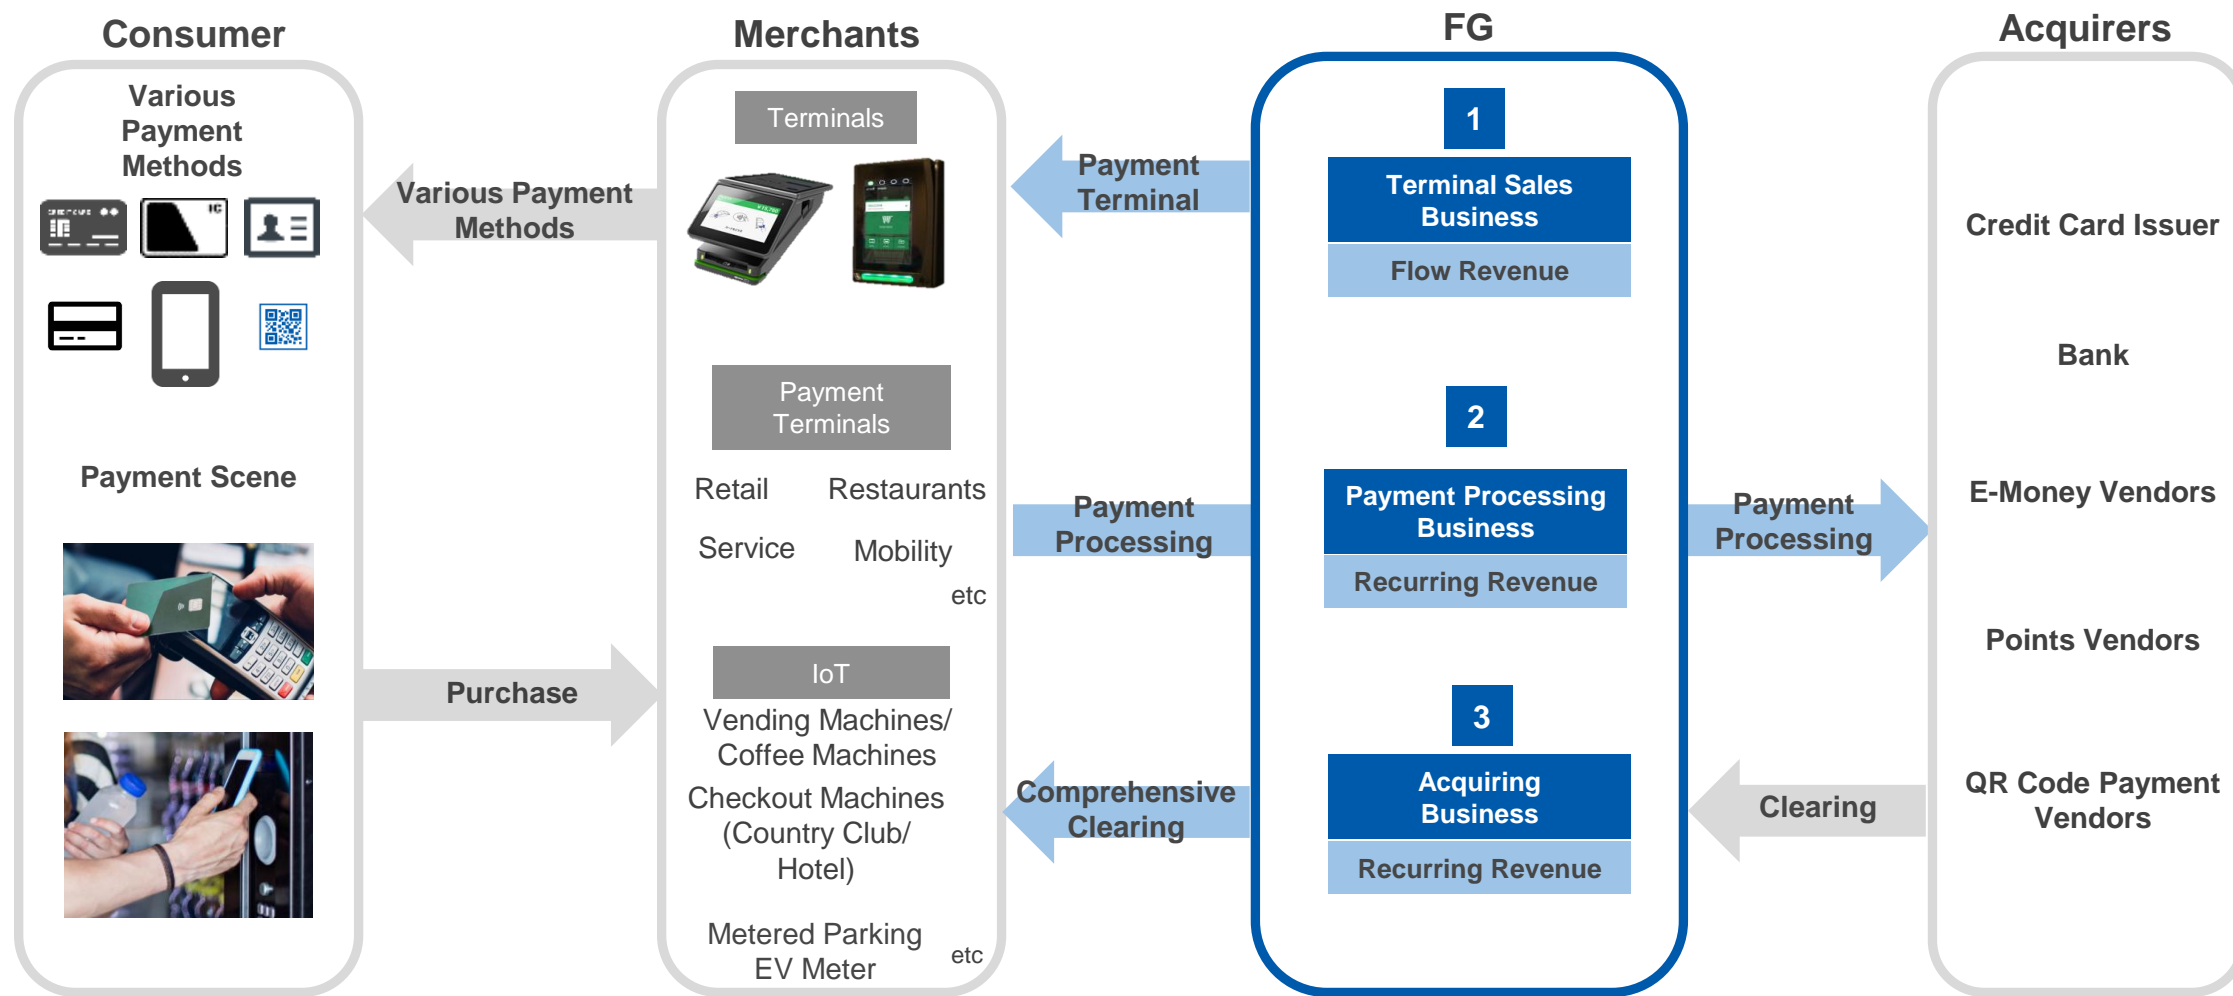 Consumer
Various
Payment
Methods
IC
Payment Scene
Various Payment
Methods
Purchase
Merchants
Terminals
Payment
Terminals
Retail
Restaurants
Service
Mobility
etc
IoT
Vending Machines/
Coffee Machines
Checkout Machines
(Country Club/
Hotel)
Metered Parking
EV Meter
etc
Payment
Terminal
Payment
Processing
Comprehensive
Clearing
FG
1
Terminal Sales
Business
Flow Revenue
2
Payment Processing
Business
Recurring Revenue
3
Acquiring
Business
Recurring Revenue
Payment
Processing
Clearing
Acquirers
Credit Card Issuer
Bank
E-Money Vendors
Points Vendors
QR Code Payment
Vendors